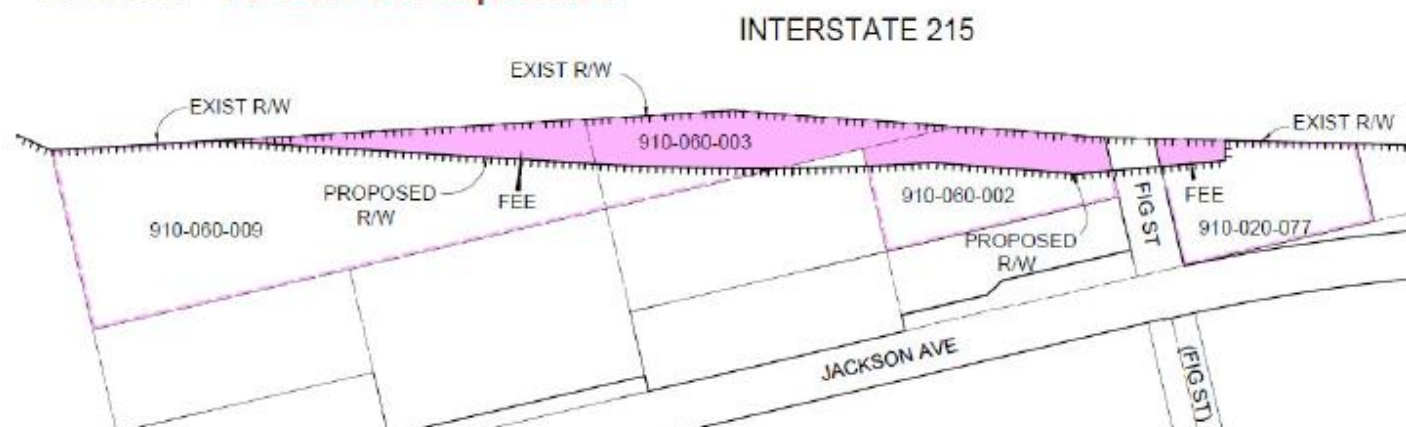 INTERSTATE 215
EXIST R/W
EXIST R/W
EXIST R/W
910-060-003
PROPOSED
R/W
FEE
910-060-009
910-060-002
PROPOSED
R/W
FIG ST
FEE
910-020-077
JACKSON AVE
(FIG ST)